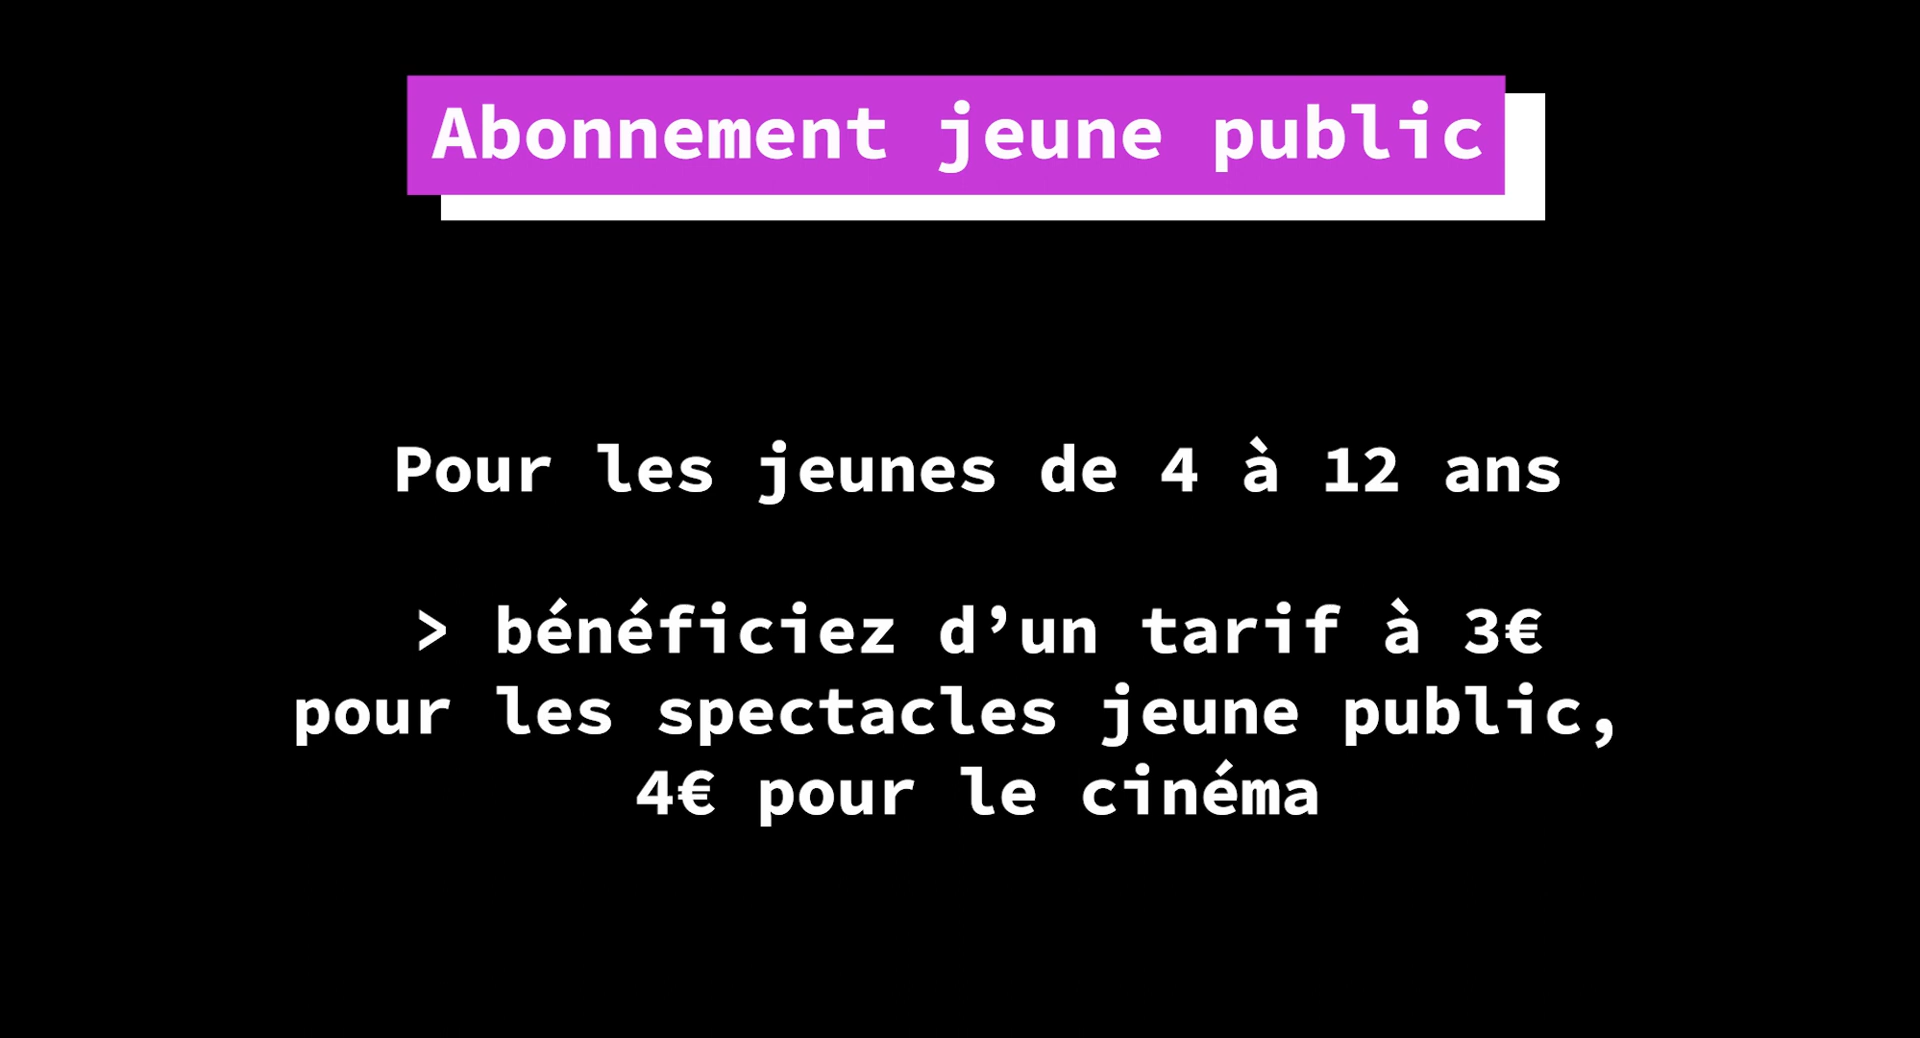 Abonnement jeune public
Pour les jeunes de 4 à 12 ans
> bénéficiez d’un tarif à 3€
pour les spectacles jeune public,
4€ pour le cinéma